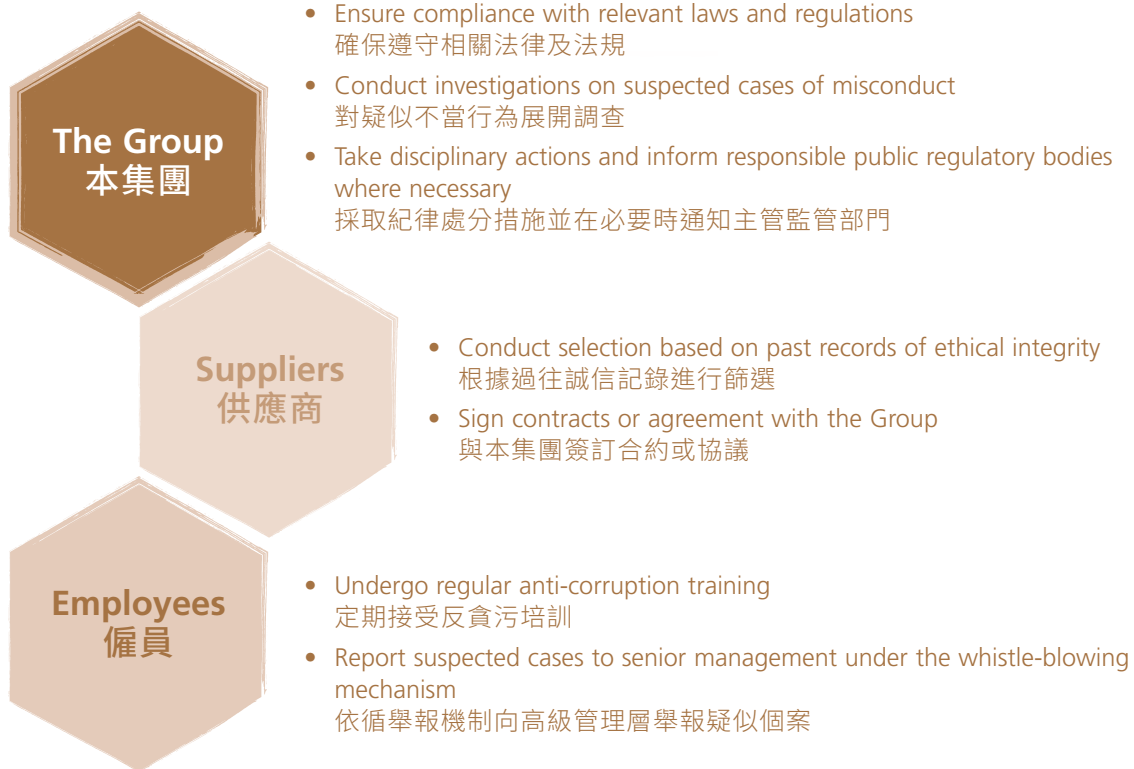 The Group
本集團
• Ensure compliance with relevant laws and regulations
確保遵守相關法律及法規
• Conduct investigations on suspected cases of misconduct
對疑似不當行為展開調查
• Take disciplinary actions and inform responsible public regulatory bodies
where necessary
採取紀律處分措施並在必要時通知主管監管部門
Suppliers
供應商
• Conduct selection based on past records of ethical integrity
根據過往誠信記錄進行篩選
• Sign contracts or agreement with the Group
與本集團簽訂合約或協議
Employees
僱員
• Undergo regular anti-corruption training
定期接受反貪污培訓
• Report suspected cases to senior management under the whistle-blowing
mechanism
依循舉報機制向高級管理層舉報疑似個案